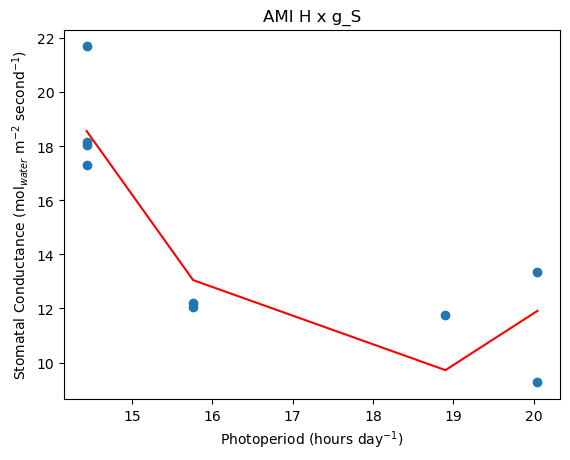 AMI H x g_S
Stomatal Conductance (mol_{water} m^{−2} second^{−1})
22
20
18
16
14
12
10
15 16 17 18 19 20
Photoperiod (hours day^{−1})